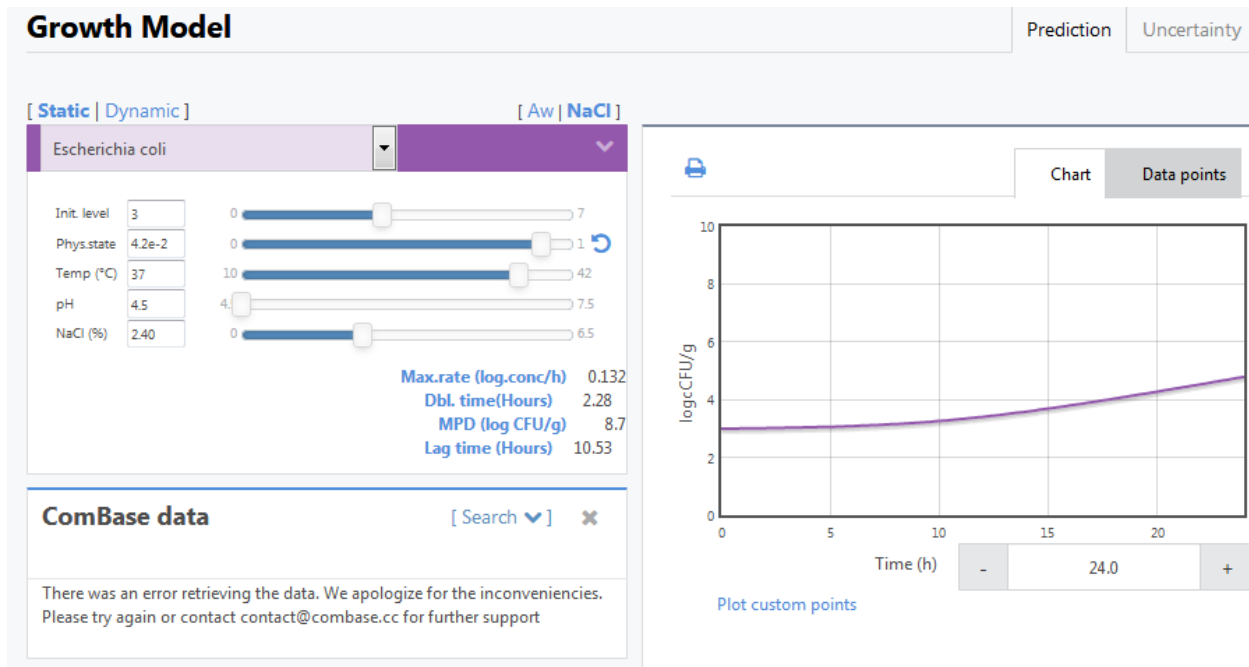 Growth Model
Prediction
Uncertainty
[ Static | Dynamic ]
[ Aw | NaCl ]
Escherichia coli
Init. level 3 0 7
Phys.state 4.2e-2 0 1
Temp (°C) 37 10 42
pH 4.5 4.5 7.5
NaCl (%) 2.40 0 6.5
Max.rate (log.conc/h) 0.132
Dbl. time(Hours) 2.28
MPD (log CFU/g) 8.7
Lag time (Hours) 10.53
ComBase data
[ Search ]
There was an error retrieving the data. We apologize for the inconveniencies.
Please try again or contact contact@combase.cc for further support
Chart
Data points
10
8
6
4
2
0
logcCFU/g
0 5 10 15 20
Time (h) - 24.0 +
Plot custom points